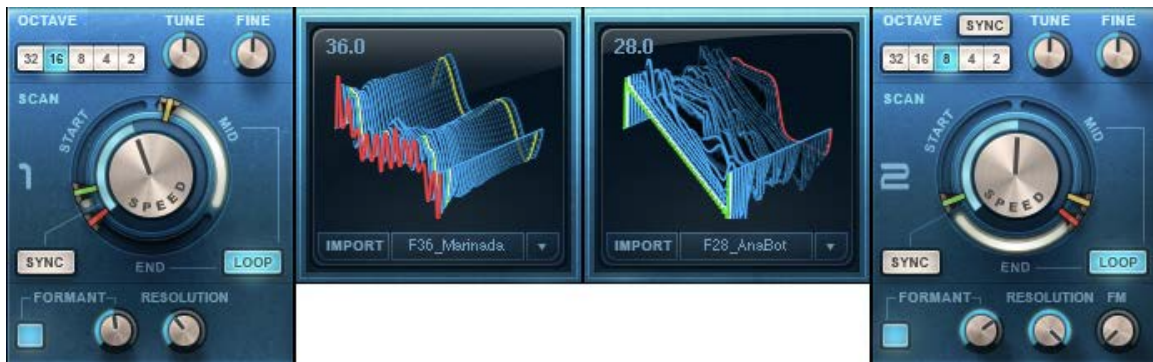 OCTAVE TUNE FINE
32 16 8 4 2
SCAN
START MID
1
SPEED
SYNC END LOOP
FORMANT RESOLUTION
36.0
IMPORT F36_Marinada
28.0
IMPORT F28_AnaBot
OCTAVE SYNC TUNE FINE
32 16 8 4 2
SCAN
START MID
2
SPEED
SYNC END LOOP
FORMANT RESOLUTION FM